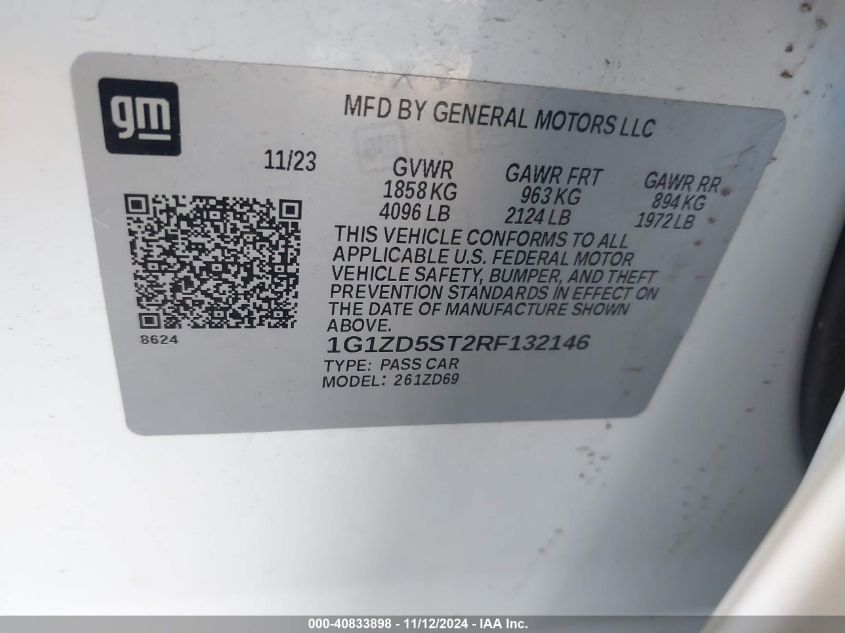 gm
MFD BY GENERAL MOTORS LLC
11/23
GVWR GAWR FRT GAWR RR
1858 KG 963 KG 894 KG
4096 LB 2124 LB 1972 LB
THIS VEHICLE CONFORMS TO ALL
APPLICABLE U.S. FEDERAL MOTOR
VEHICLE SAFETY, BUMPER, AND THEFT
PREVENTION STANDARDS IN EFFECT ON
THE DATE OF MANUFACTURE SHOWN
ABOVE.
8624
1G1ZD5ST2RF132146
TYPE: PASS CAR
MODEL: 261ZD69
000-40833898 - 11/12/2024 - IAAI.COM